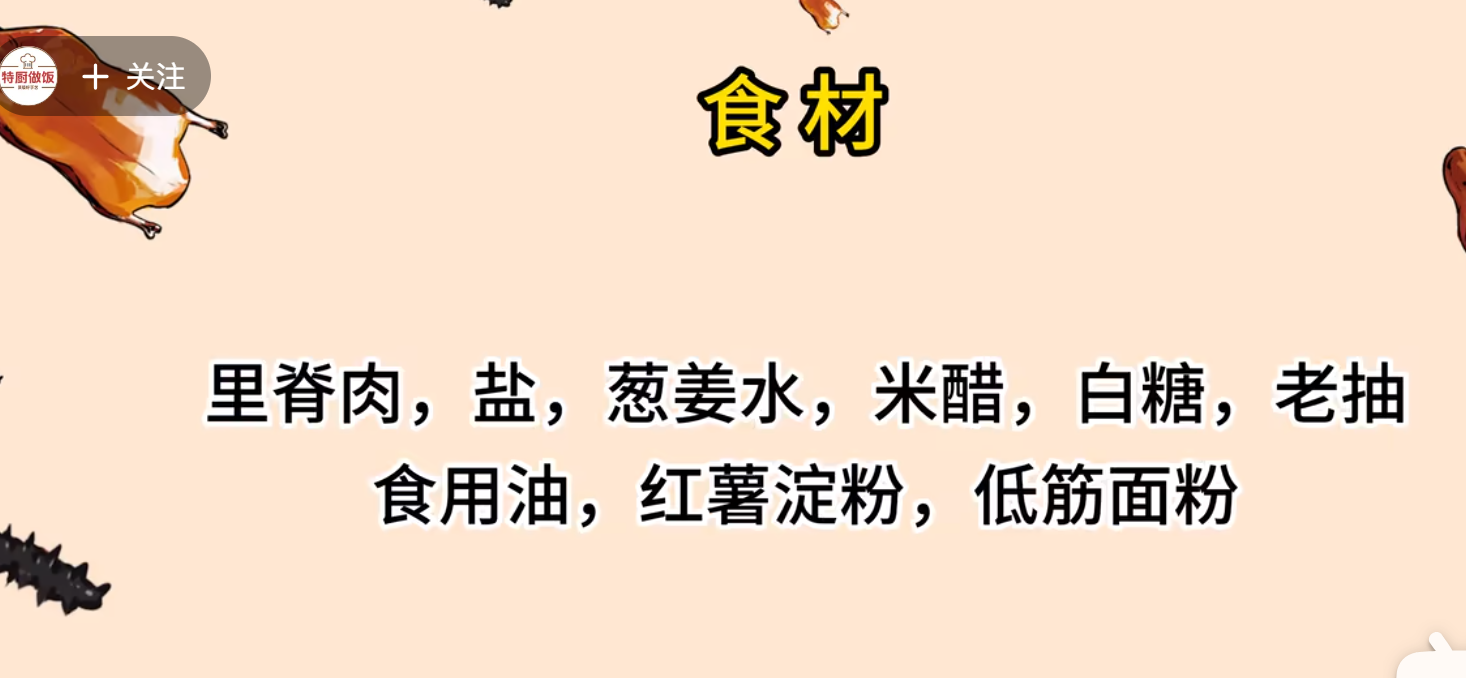 特厨做饭
+ 关注
食材
里脊肉，盐，葱姜水，米醋，白糖，老抽
食用油，红薯淀粉，低筋面粉